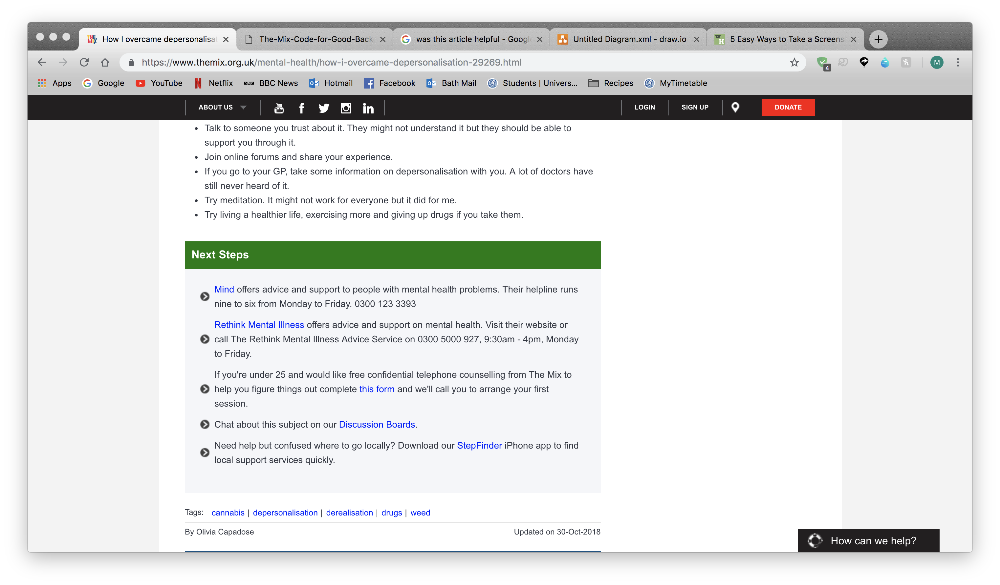 THE MIX How I overcame depersonalisat
The-Mix-Code-for-Good-Back
was this article helpful - Googl
Untitled Diagram.xml - draw.io
WH 5 Easy Ways to Take a Screens
https://www.themix.org.uk/mental-health/how-i-overcame-depersonalisation-29269.html
4
M
Apps Google YouTube Netflix BBC BBC News Hotmail Facebook Bath Mail Students | Univers... Recipes MyTimetable
ABOUT US You Tube LOGIN SIGN UP DONATE
• Talk to someone you trust about it. They might not understand it but they should be able to
support you through it.
• Join online forums and share your experience.
• If you go to your GP, take some information on depersonalisation with you. A lot of doctors have
still never heard of it.
• Try meditation. It might not work for everyone but it did for me.
• Try living a healthier life, exercising more and giving up drugs if you take them.
Next Steps
Mind offers advice and support to people with mental health problems. Their helpline runs
nine to six from Monday to Friday. 0300 123 3393
Rethink Mental Illness offers advice and support on mental health. Visit their website or
call The Rethink Mental Illness Advice Service on 0300 5000 927, 9:30am - 4pm, Monday
to Friday.
If you're under 25 and would like free confidential telephone counselling from The Mix to
help you figure things out complete this form and we'll call you to arrange your first
session.
Chat about this subject on our Discussion Boards.
Need help but confused where to go locally? Download our StepFinder iPhone app to find
local support services quickly.
Tags: cannabis | depersonalisation | derealisation | drugs | weed
By Olivia Capadose Updated on 30-Oct-2018
How can we help?